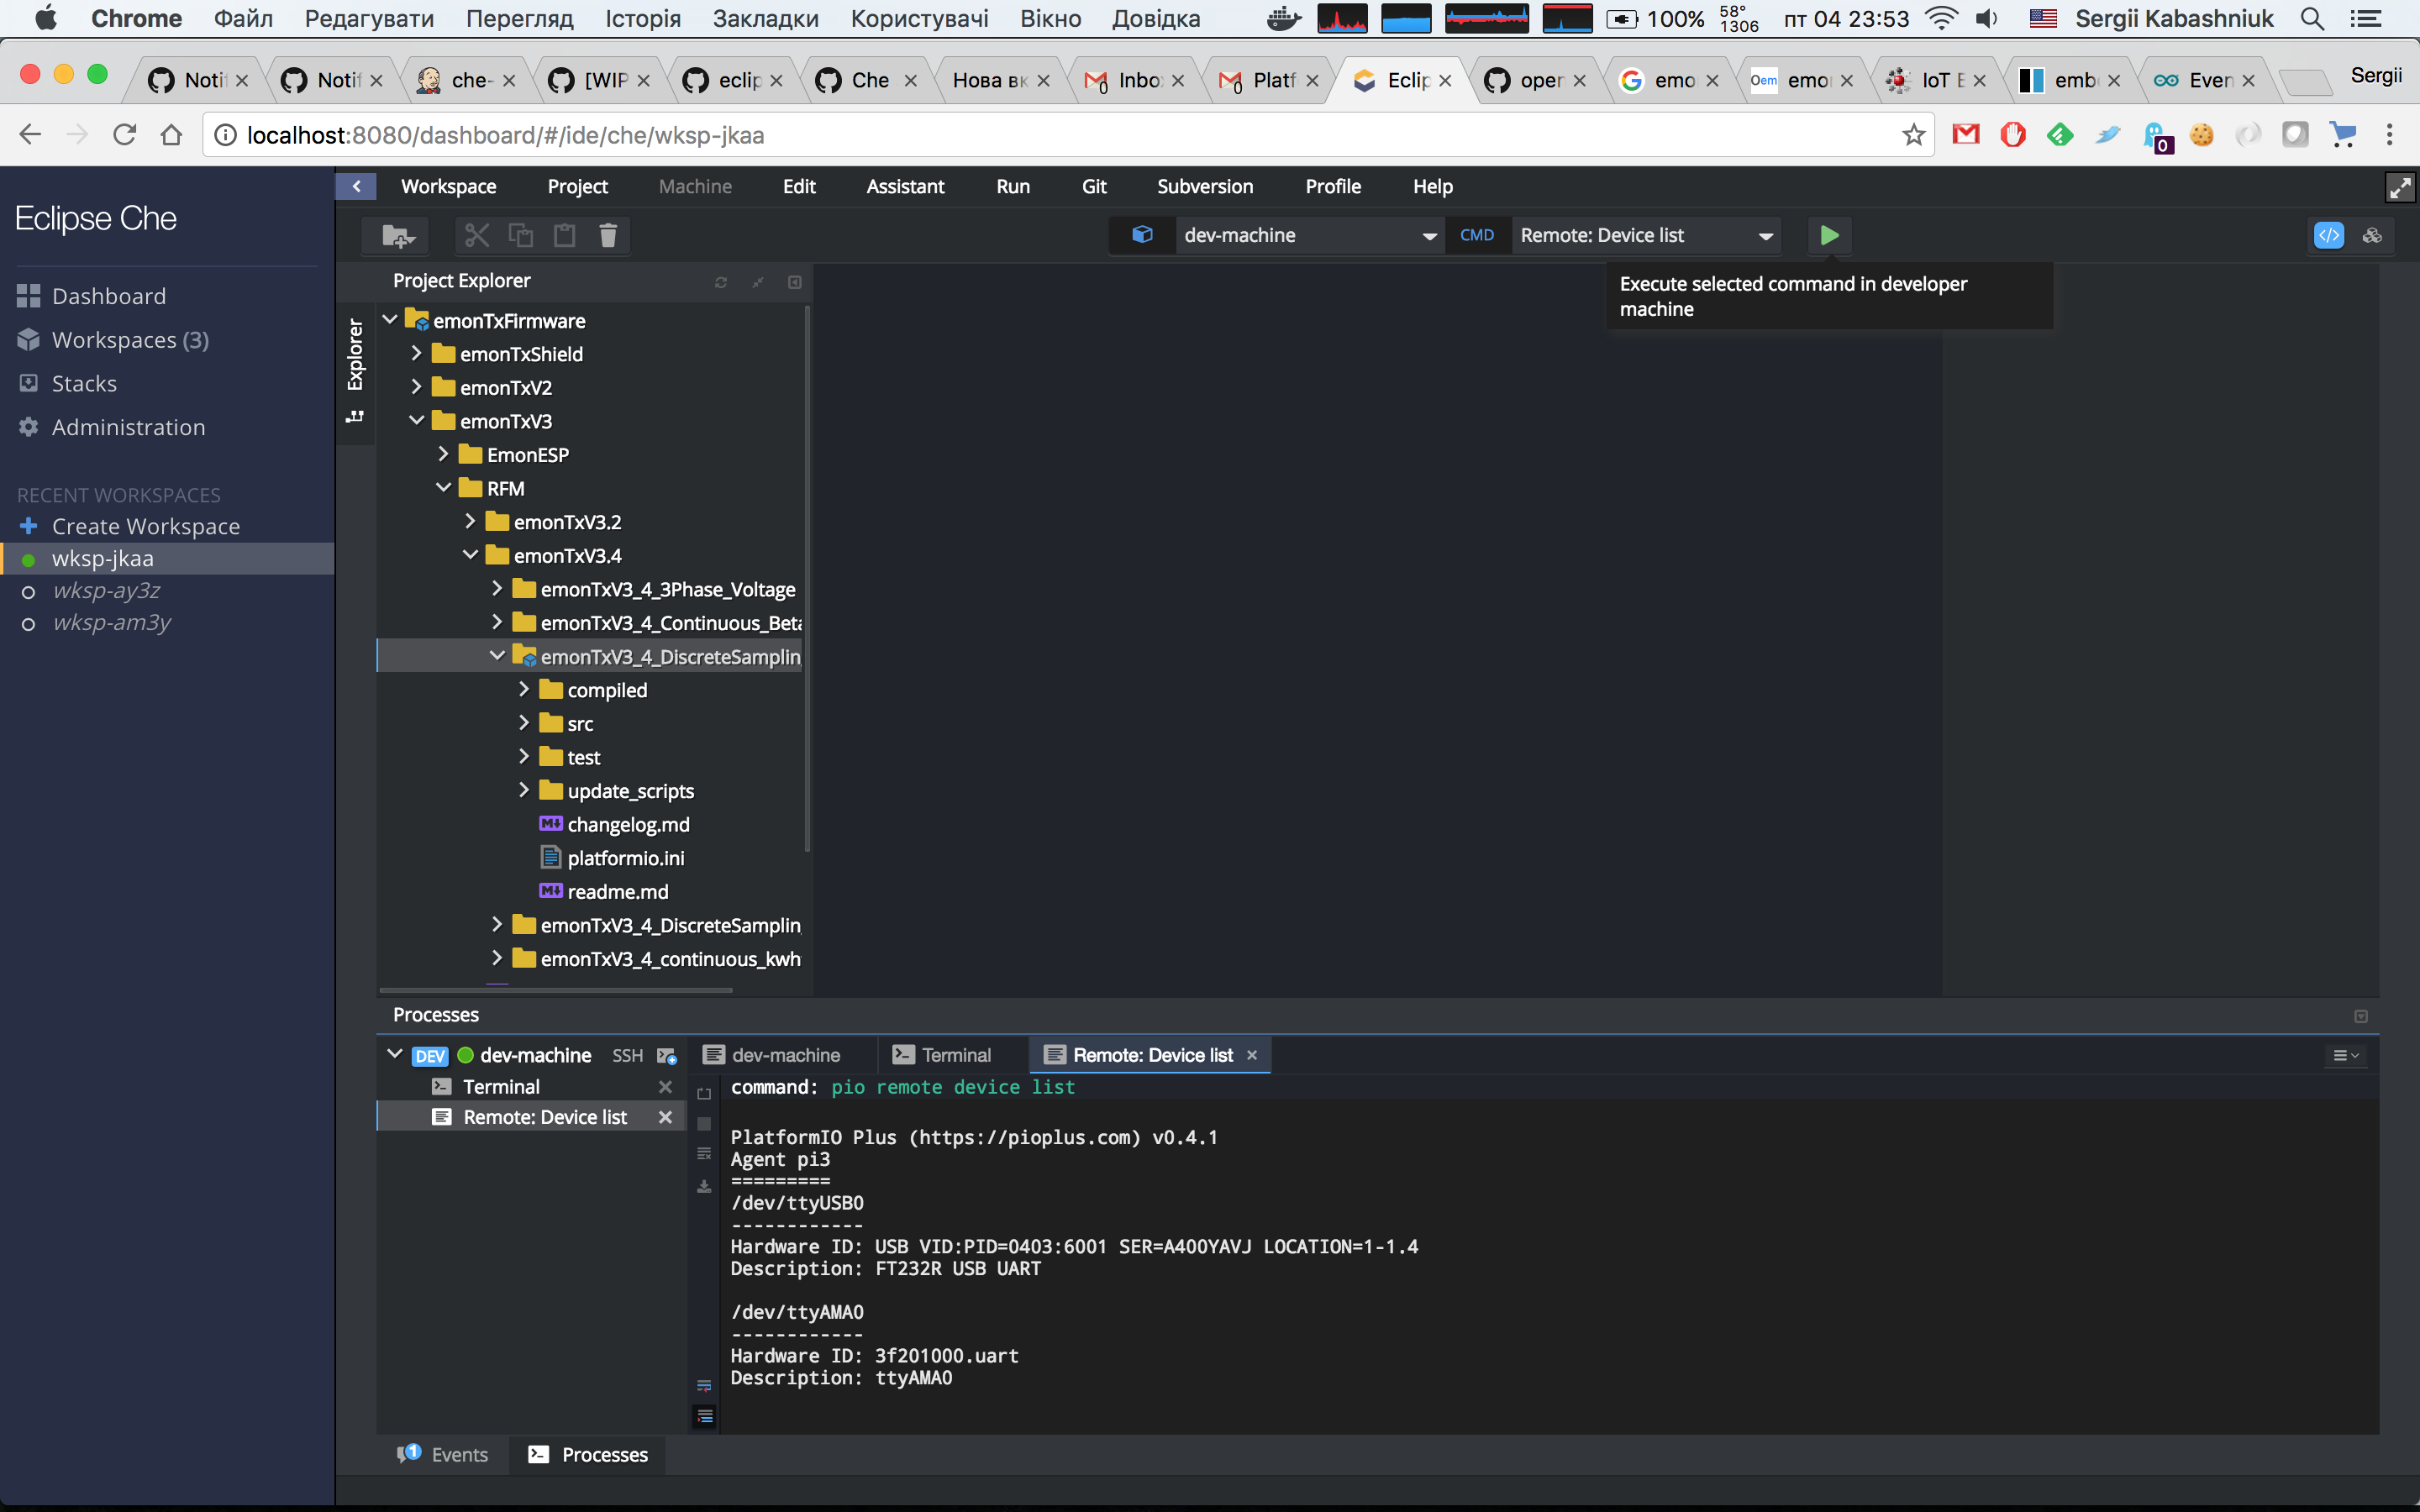 Chrome Файл Редагувати Перегляд Історія Закладки Користувачі Вікно Довідка 100% 58° 1306 пт 04 23:53 Sergii Kabashniuk
Notif Notif che- [WIP eclip Che Нова вк Inbo Platf Eclip oper emo Oem emo IoT E emb Even Sergii
localhost:8080/dashboard/#/ide/che/wksp-jkaa 0
Eclipse Che
Dashboard
Workspaces (3)
Stacks
Administration
RECENT WORKSPACES
Create Workspace
wksp-jkaa
wksp-ay3z
wksp-am3y
Workspace Project Machine Edit Assistant Run Git Subversion Profile Help
dev-machine CMD Remote: Device list
Execute selected command in developer
machine
Project Explorer
Explorer
emonTxFirmware
emonTxShield
emonTxV2
emonTxV3
EmonESP
RFM
emonTxV3.2
emonTxV3.4
emonTxV3_4_3Phase_Voltage
emonTxV3_4_Continuous_Beta
emonTxV3_4_DiscreteSamplin
compiled
src
test
update_scripts
changelog.md
platformio.ini
readme.md
emonTxV3_4_DiscreteSamplin
emonTxV3_4_continuous_kwh
Processes
DEV dev-machine SSH
Terminal
Remote: Device list
dev-machine Terminal Remote: Device list
command: pio remote device list
PlatformIO Plus (https://pioplus.com) v0.4.1
Agent pi3
=========
/dev/ttyUSB0
------------
Hardware ID: USB VID:PID=0403:6001 SER=A400YAVJ LOCATION=1-1.4
Description: FT232R USB UART
/dev/ttyAMA0
------------
Hardware ID: 3f201000.uart
Description: ttyAMA0
1 Events Processes